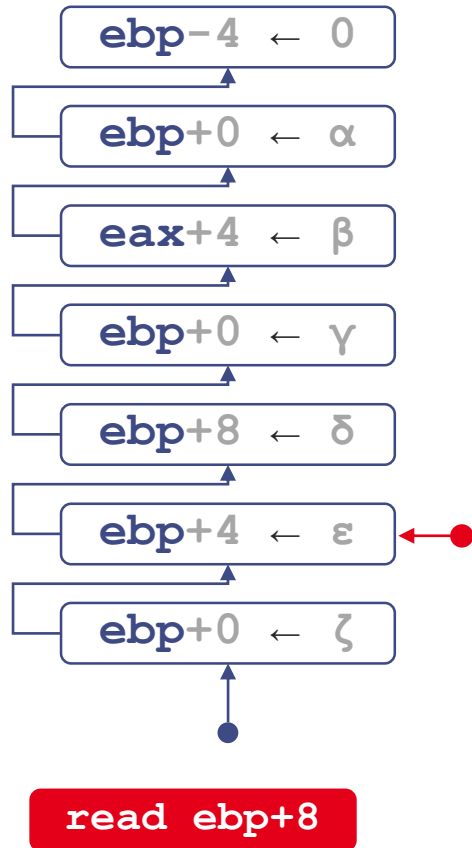 ebp-4 ← 0
ebp+0 ← α
eax+4 ← β
ebp+0 ← γ
ebp+8 ← δ
ebp+4 ← ε
ebp+0 ← ζ
read ebp+8